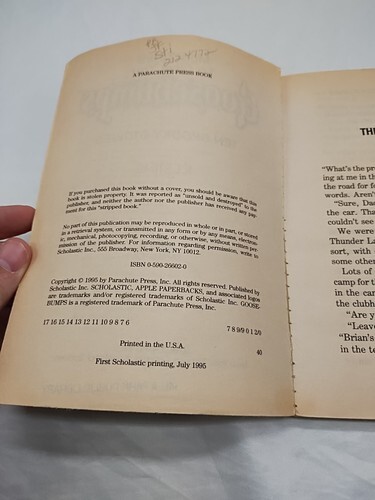 A PARACHUTE PRESS BOOK
If you purchased this book without a cover, you should be aware that this
book is stolen property. It was reported as "unsold and destroyed" to the
publisher, and neither the author nor the publisher has received any pay-
ment for this "stripped book."
No part of this publication may be reproduced in whole or in part, or stored
in a retrieval system, or transmitted in any form or by any means, electron-
ic, mechanical, photocopying, recording, or otherwise, without written per-
mission of the publisher. For information regarding permission, write to
Scholastic Inc., 555 Broadway, New York, NY 10012.
ISBN 0-590-26602-0
Copyright © 1995 by Parachute Press, Inc. All rights reserved. Published by
Scholastic Inc. SCHOLASTIC, APPLE PAPERBACKS, and associated logos
are trademarks and/or registered trademarks of Scholastic Inc. GOOSE-
BUMPS is a registered trademark of Parachute Press, Inc.
17 16 15 14 13 12 11 10 9 8 7 6
7 8 9/9 0 1 2/0
Printed in the U.S.A.
40
First Scholastic printing, July 1995
"What's the
ing at me in th
the road for
words. Aren'
"Sure, Dad
the car. Tha
couldn't see
We were
Thunder La
sort, with
some othe
Lots of
camp for
in the car
the clubh
"Are y
"Leave
"Brian's
in the te